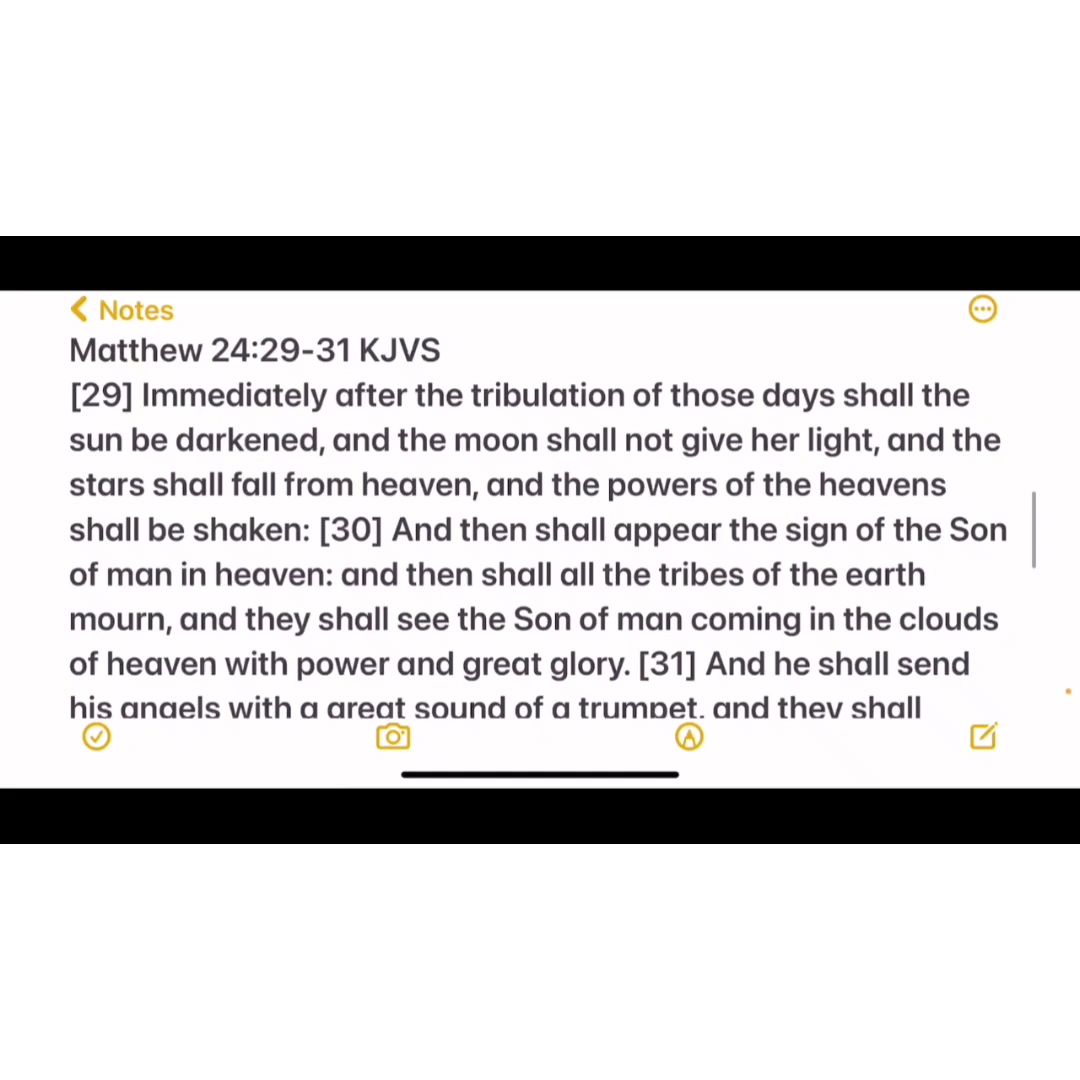 Notes
Matthew 24:29-31 KJVS
[29] Immediately after the tribulation of those days shall the
sun be darkened, and the moon shall not give her light, and the
stars shall fall from heaven, and the powers of the heavens
shall be shaken: [30] And then shall appear the sign of the Son
of man in heaven: and then shall all the tribes of the earth
mourn, and they shall see the Son of man coming in the clouds
of heaven with power and great glory. [31] And he shall send
his angels with a great sound of a trumpet, and they shall